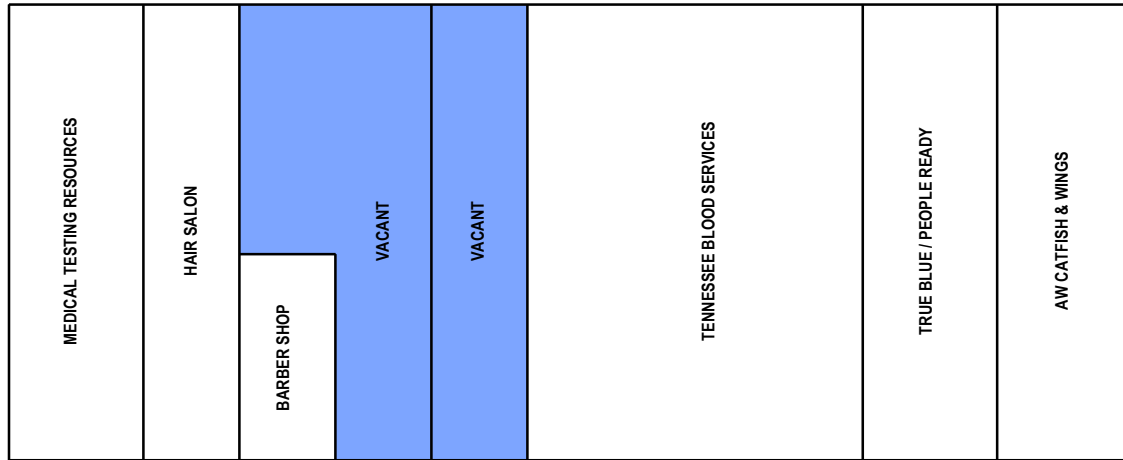 MEDICAL TESTING RESOURCES
HAIR SALON
BARBER SHOP
VACANT
VACANT
TENNESSEE BLOOD SERVICES
TRUE BLUE / PEOPLE READY
AW CATFISH & WINGS